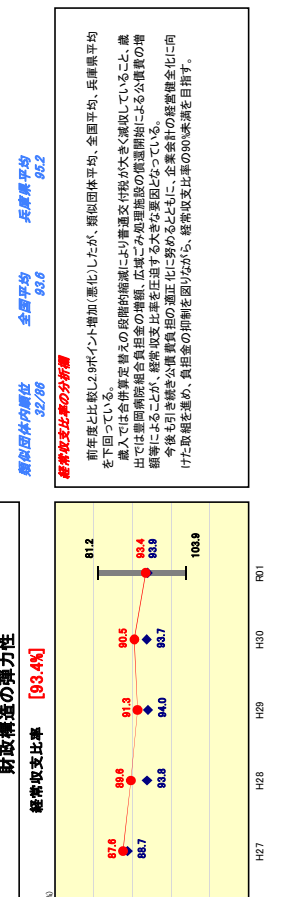 財政構造の弾力性
経常収支比率 [93.4%]
類似団体内順位
32/86
全国平均
93.6
兵庫県平均
95.2
経常収支比率の分析欄
前年度と比較し2.9ポイント増加(悪化)したが、類似団体平均、全国平均、兵庫県平均
を下回っている。
歳入では合併算定替えの段階的縮減により普通交付税が大きく減収していること、歳
出では豊岡病院組合負担金の増額、広域ごみ処理施設の償還開始による公債費の増
額等によることが、経常収支比率を圧迫する大きな要因となっている。
今後も引き続き公債費負担の適正化に努めるとともに、企業会計の経営健全化に向
けた取組を進め、負担金の抑制を図りながら、経常収支比率の90%未満を目指す。
%)
87.6
88.7
89.6
93.8
91.3
94.0
90.5
93.7
81.2
93.4
93.9
103.9
H27
H28
H29
H30
R01